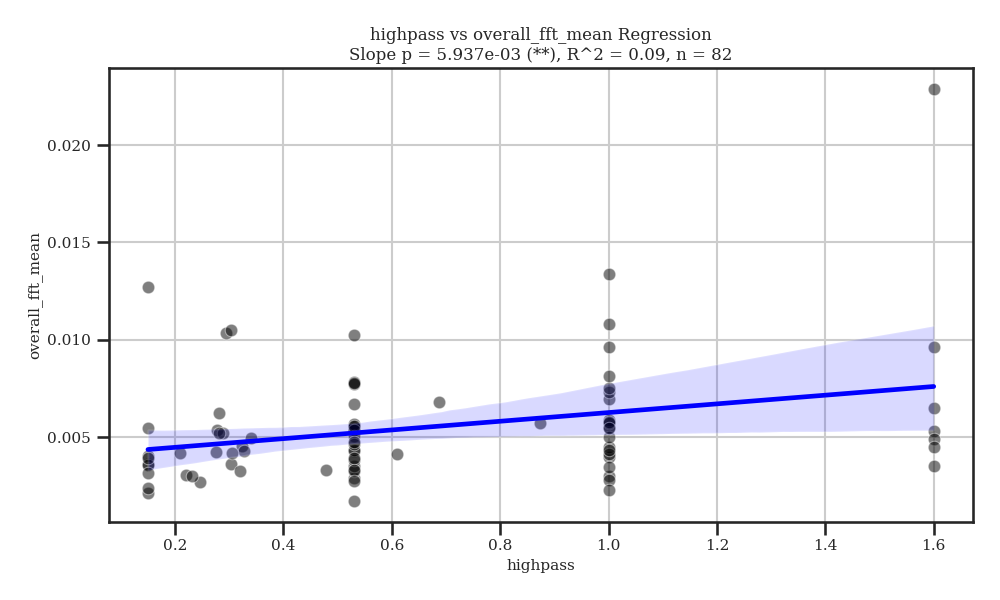 highpass vs overall_fft_mean Regression
Slope p = 5.937e-03 (**), R^2 = 0.09, n = 82
0.020
0.015
0.010
0.005
overall_fft_mean
0.2 0.4 0.6 0.8 1.0 1.2 1.4 1.6
highpass